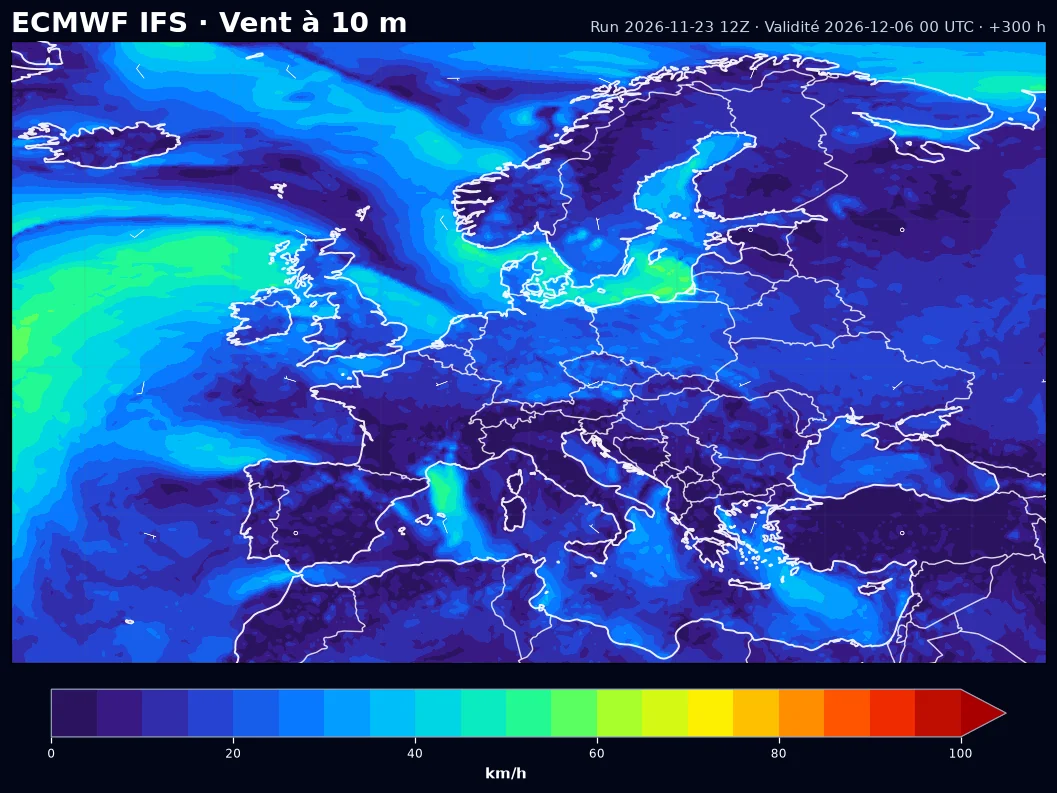 ECMWF IFS · Vent à 10 m
Run 2026-11-23 12Z · Validité 2026-12-06 00 UTC · +300 h
0 20 40 60 80 100
km/h